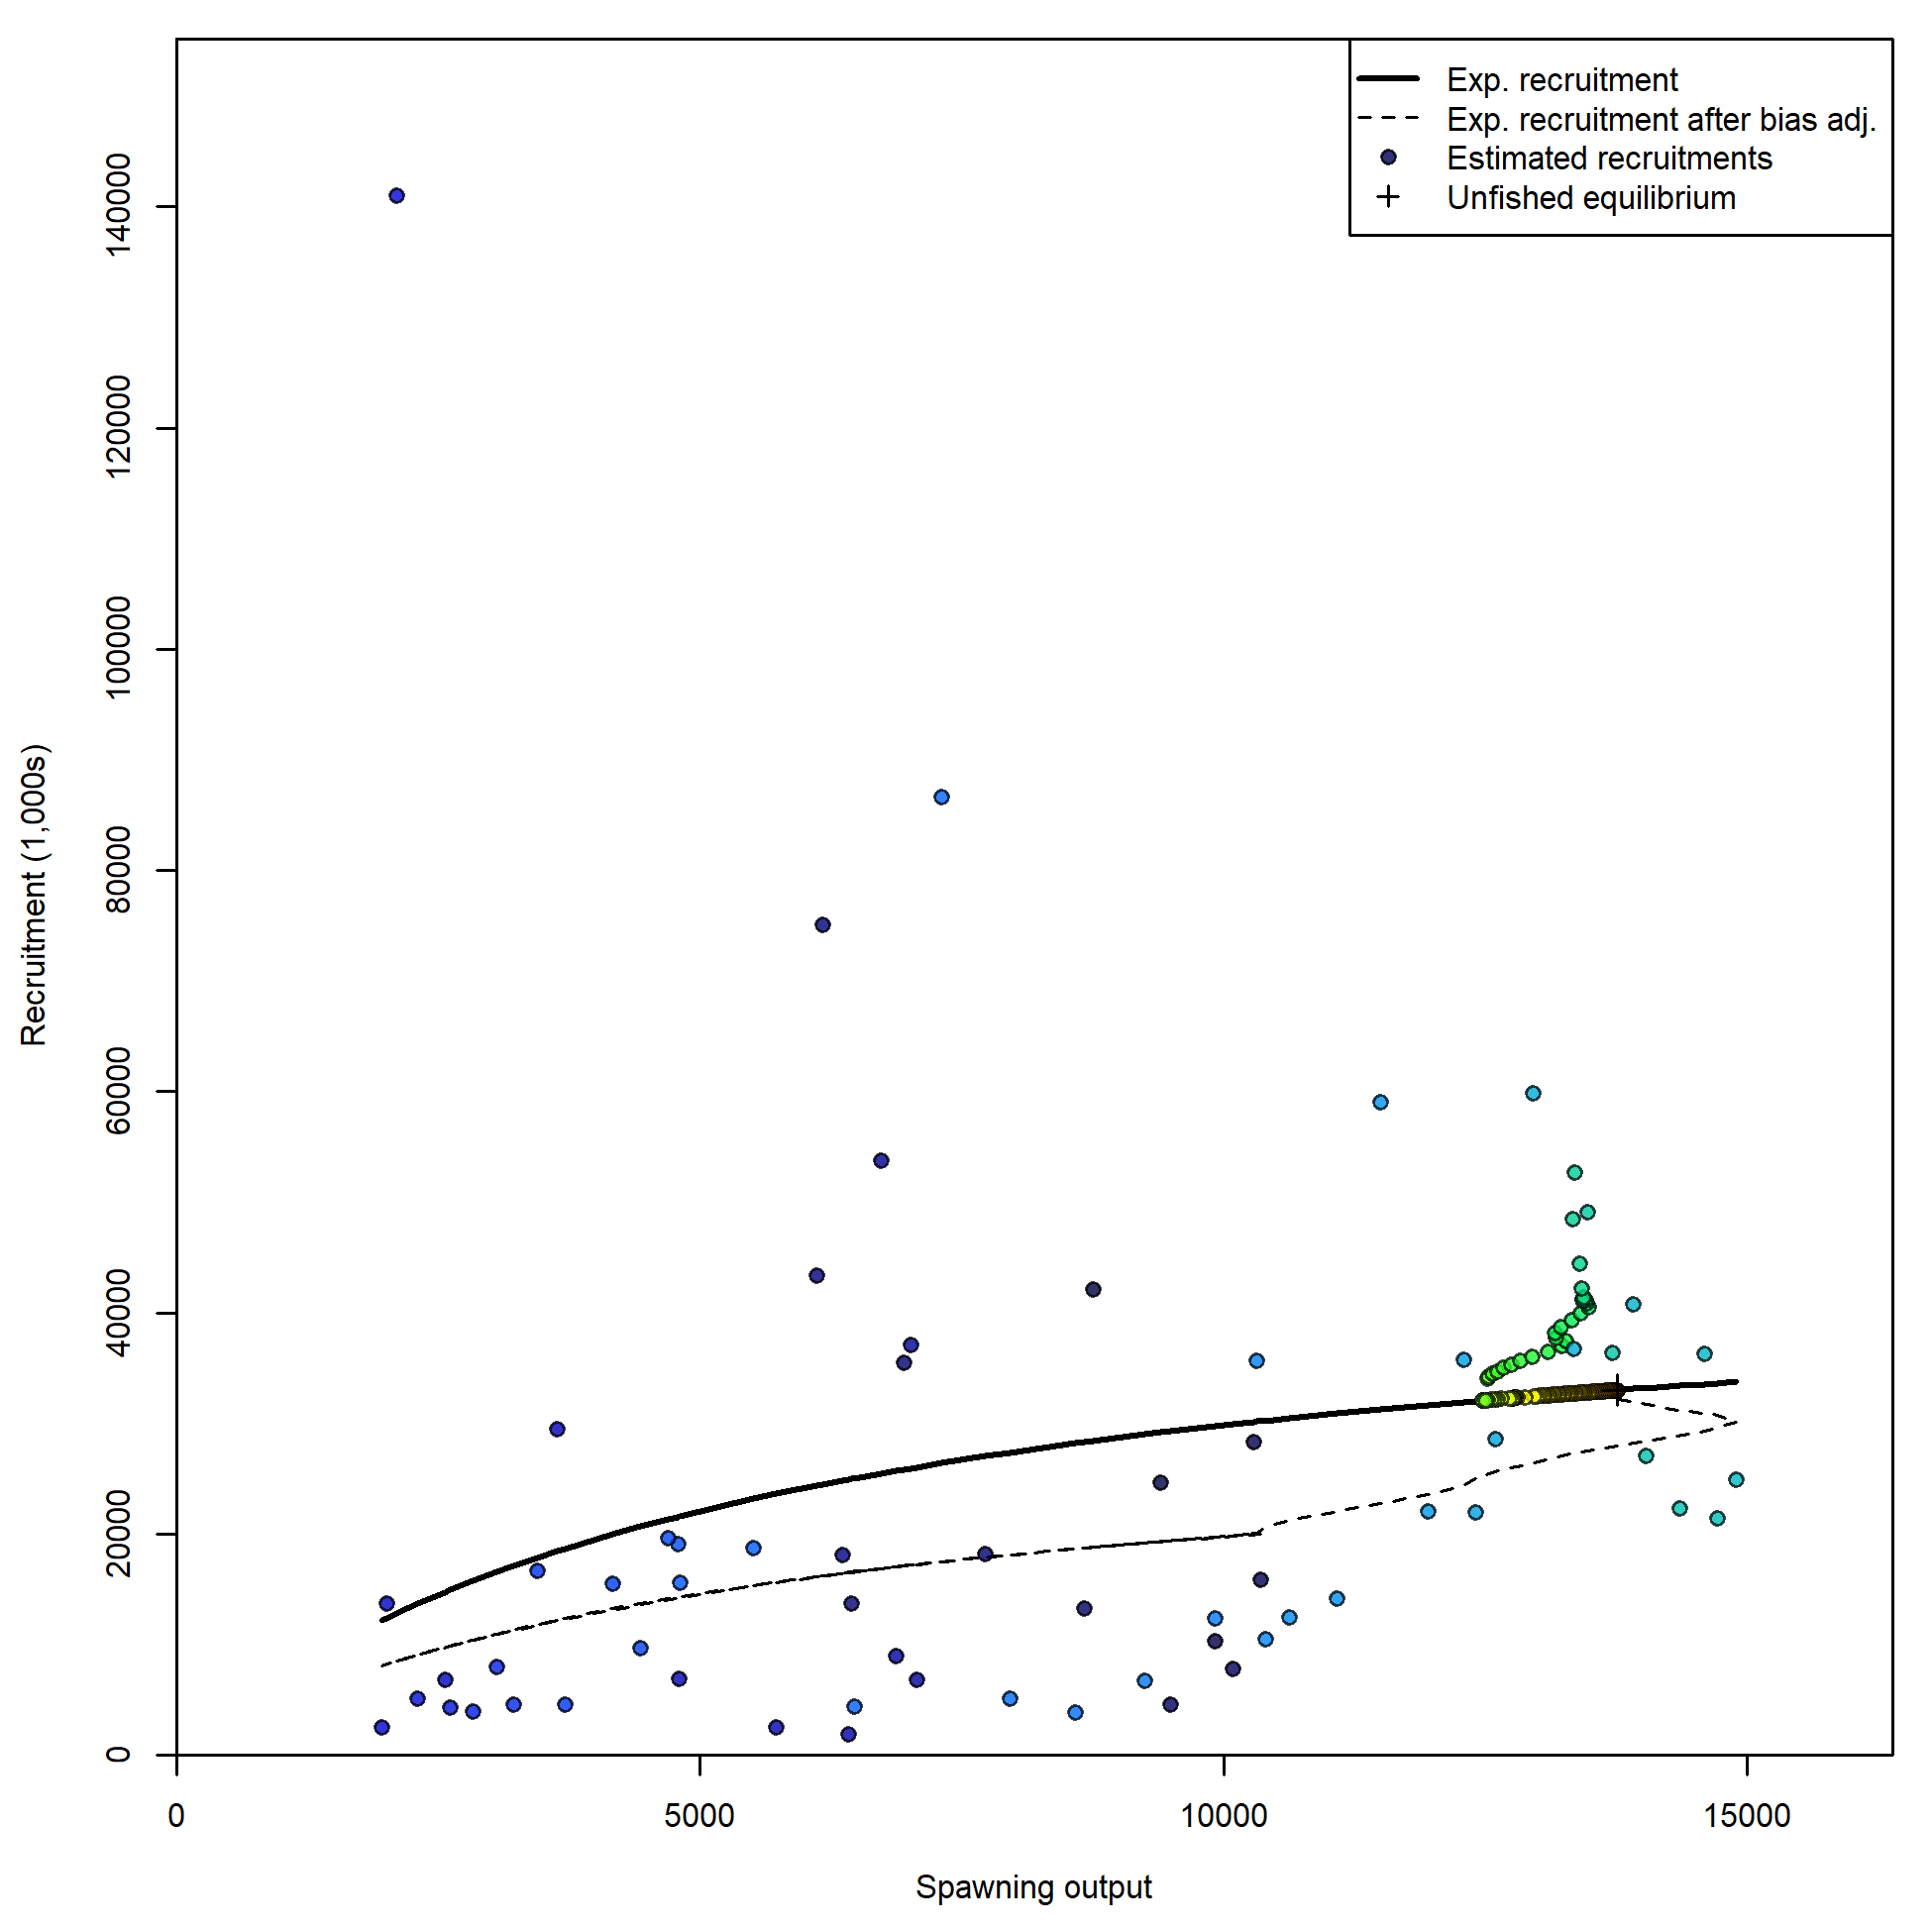 Exp. recruitment
Exp. recruitment after bias adj.
Estimated recruitments
Unfished equilibrium
140000
120000
100000
80000
60000
40000
20000
0
Recruitment (1,000s)
0 5000 10000 15000
Spawning output